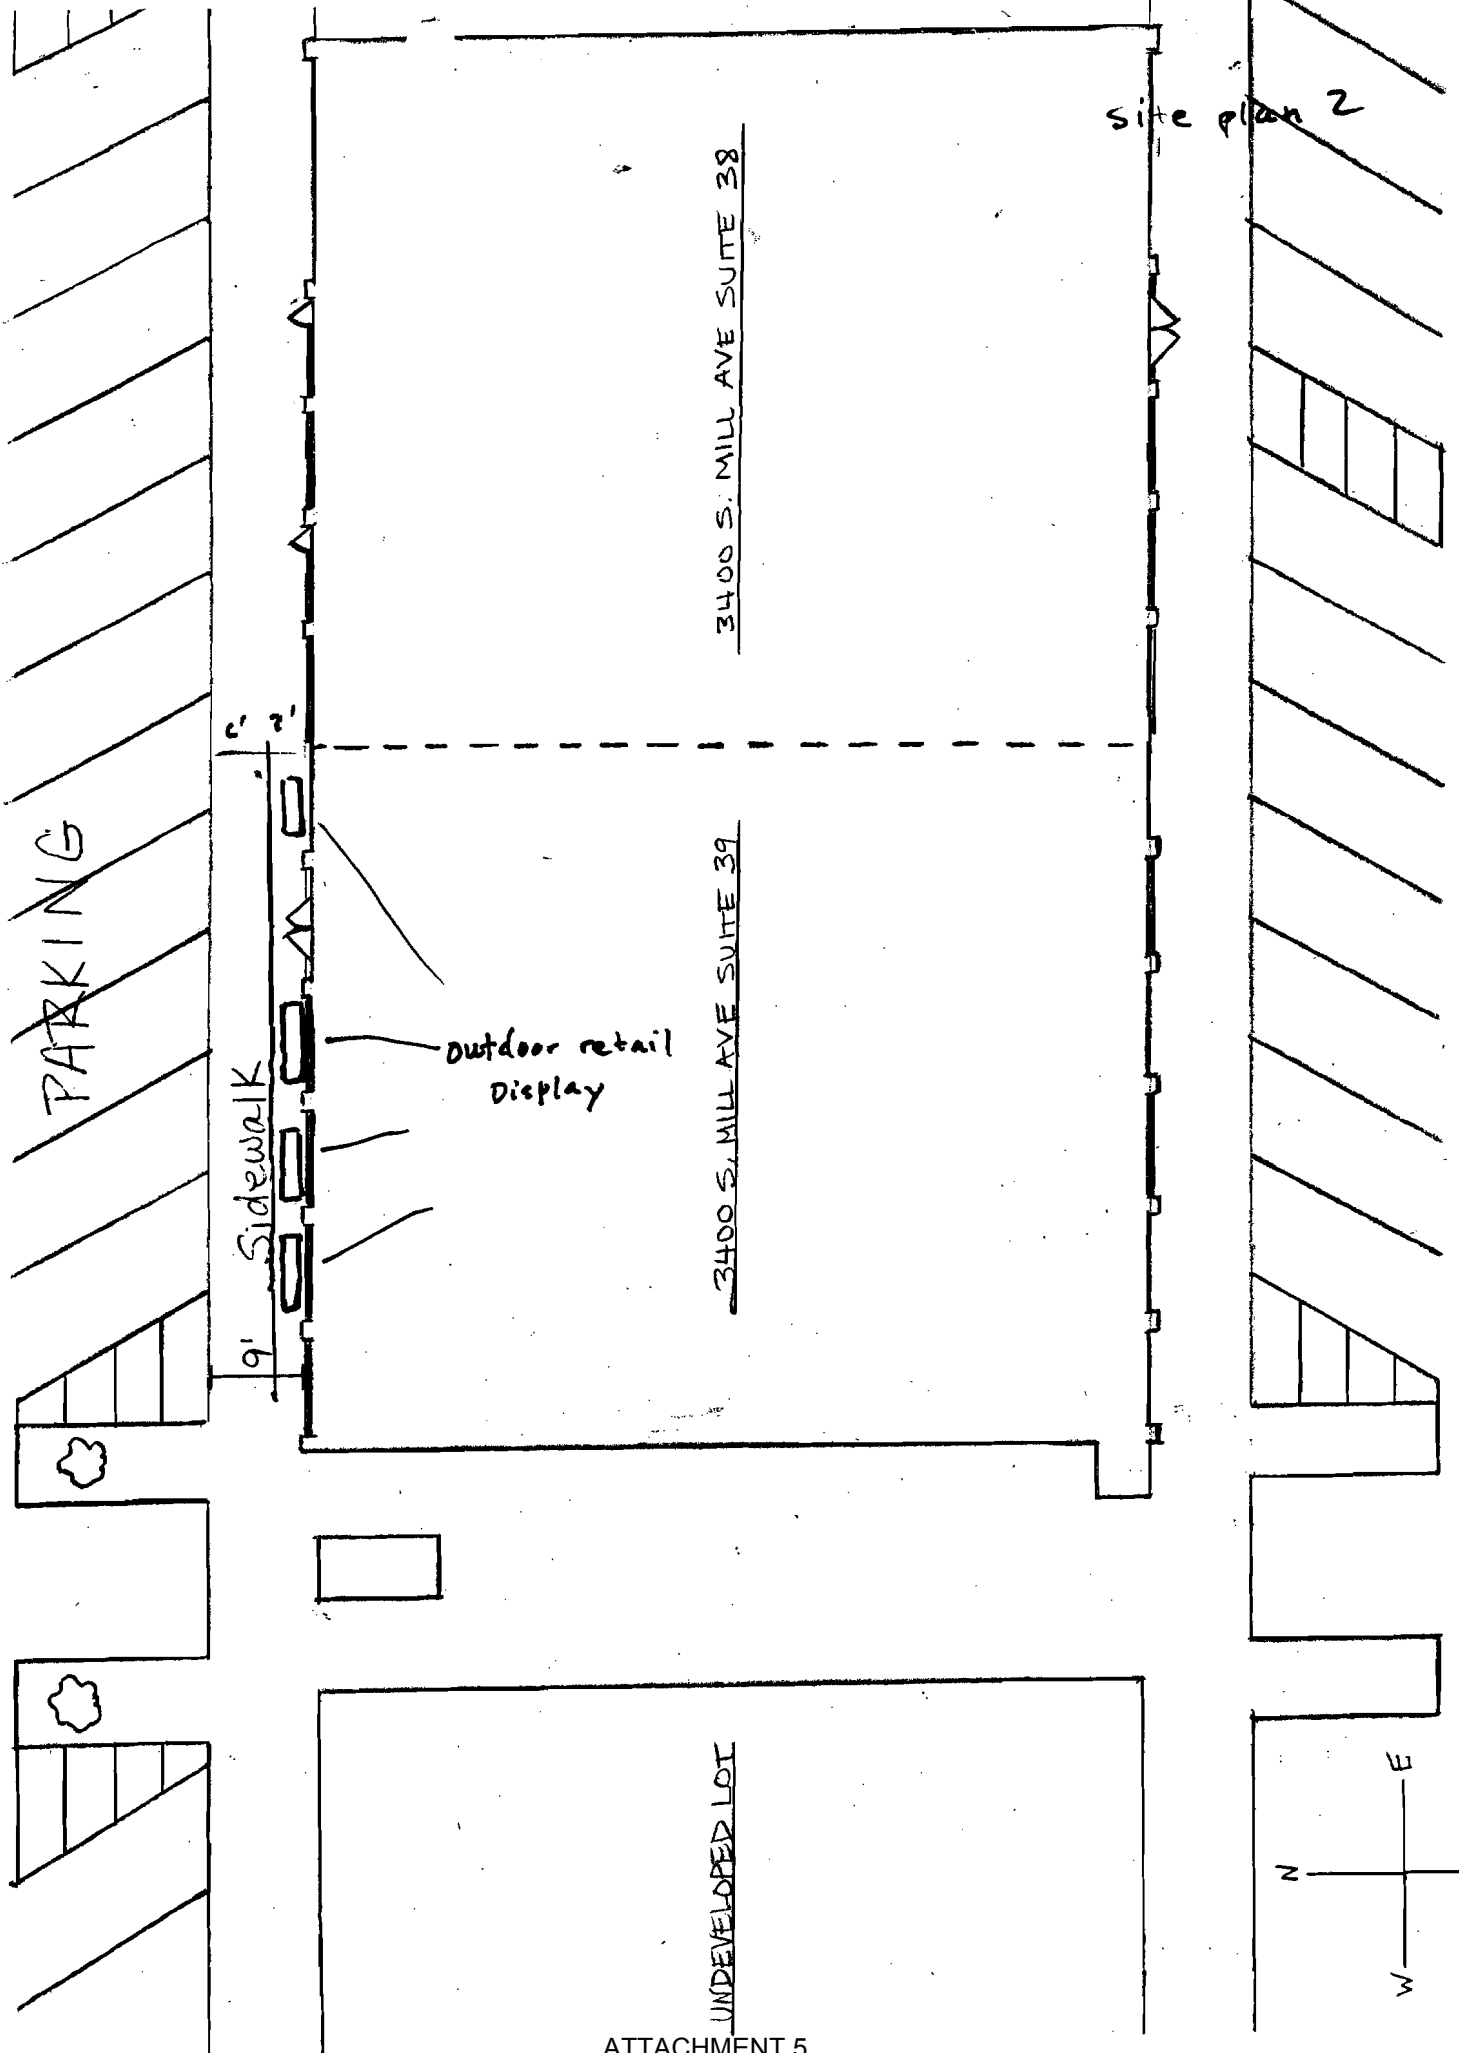 site plan 2
3400 S. MILL AVE SUITE 38
PARKING
Sidewalk
9'
outdoor retail
Display
3400 S. MILL AVE SUITE 39
UNDEVELOPED LOT
N
E
W
ATTACHMENT 5